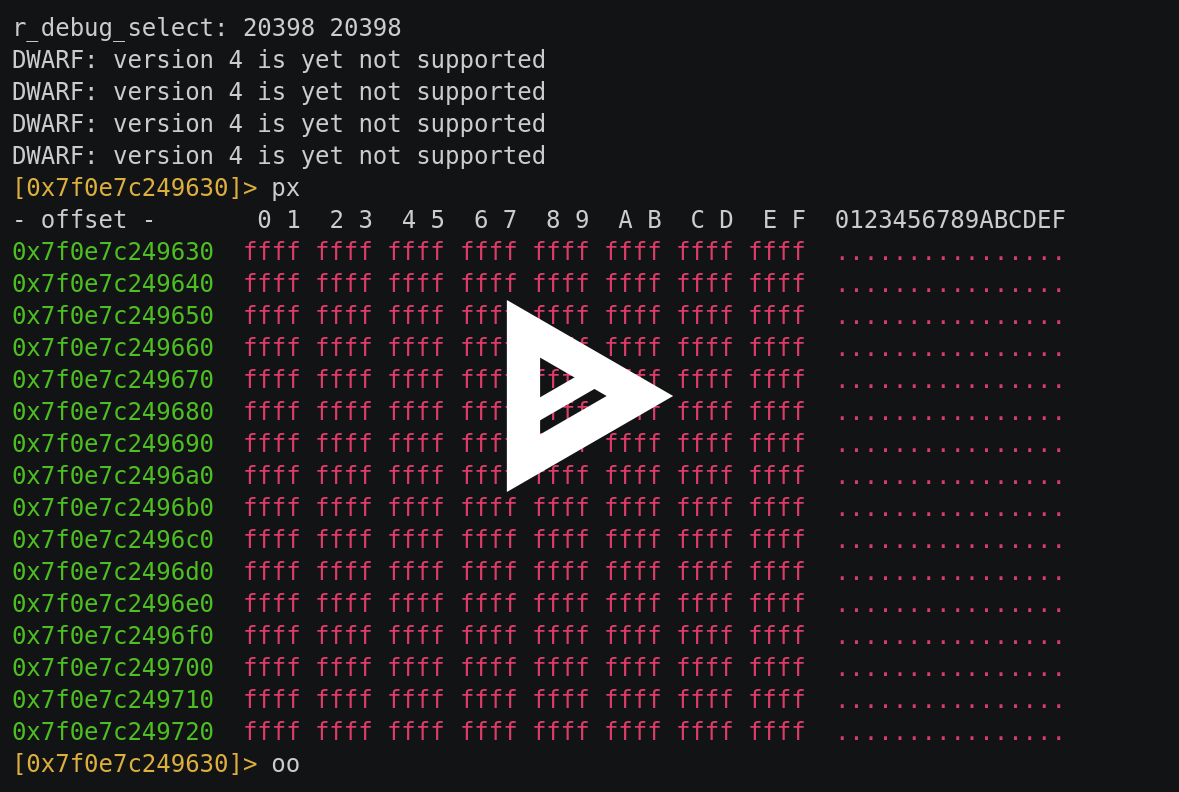 r_debug_select: 20398 20398
DWARF: version 4 is yet not supported
DWARF: version 4 is yet not supported
DWARF: version 4 is yet not supported
DWARF: version 4 is yet not supported
[0x7f0e7c249630]> px
- offset -       0 1  2 3  4 5  6 7  8 9  A B  C D  E F  0123456789ABCDEF
0x7f0e7c249630  ffff ffff ffff ffff ffff ffff ffff ffff  ................
0x7f0e7c249640  ffff ffff ffff ffff ffff ffff ffff ffff  ................
0x7f0e7c249650  ffff ffff ffff ffff ffff ffff ffff ffff  ................
0x7f0e7c249660  ffff ffff ffff ffff ffff ffff ffff  ................
0x7f0e7c249670  ffff ffff ffff ffff ffff ffff  ................
0x7f0e7c249680  ffff ffff ffff ffff ffff ffff  ................
0x7f0e7c249690  ffff ffff ffff ffff ffff ffff ffff  ................
0x7f0e7c2496a0  ffff ffff ffff ffff ffff ffff ffff ffff  ................
0x7f0e7c2496b0  ffff ffff ffff ffff ffff ffff ffff ffff  ................
0x7f0e7c2496c0  ffff ffff ffff ffff ffff ffff ffff ffff  ................
0x7f0e7c2496d0  ffff ffff ffff ffff ffff ffff ffff ffff  ................
0x7f0e7c2496e0  ffff ffff ffff ffff ffff ffff ffff ffff  ................
0x7f0e7c2496f0  ffff ffff ffff ffff ffff ffff ffff ffff  ................
0x7f0e7c249700  ffff ffff ffff ffff ffff ffff ffff ffff  ................
0x7f0e7c249710  ffff ffff ffff ffff ffff ffff ffff ffff  ................
0x7f0e7c249720  ffff ffff ffff ffff ffff ffff ffff ffff  ................
[0x7f0e7c249630]> oo